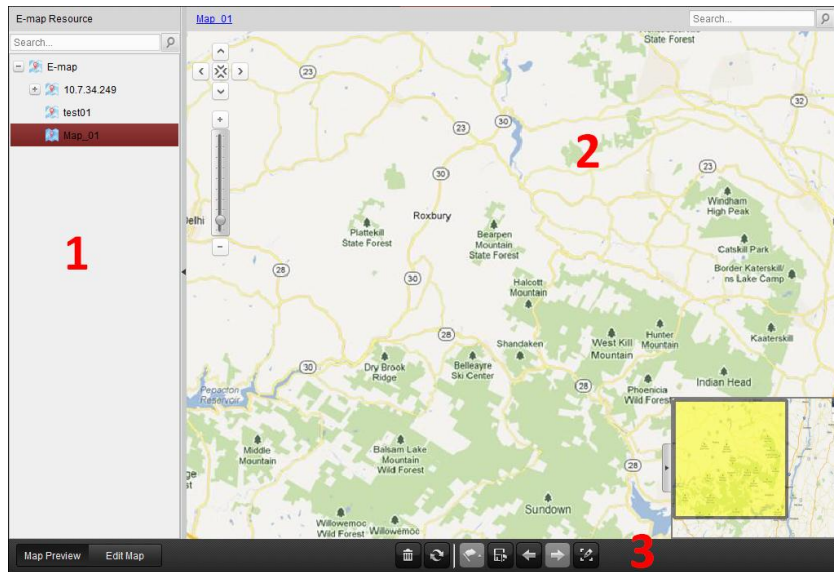 E-map Resource
Search...
E-map
10.7.34.249
test01
Map_01
1
Map_01
Search...
State Forest
23
32
30
23
2
23
30
Windham
High Peak
elhi
Roxbury
Plattekill
State Forest
Bearpen
Mountain
State Forest
Catskill Park
28
30
Border Katerskill/
ns Lake Camp
Halcott
Mountain
28
Shandaken
West Kill
Mountain
Hunter
Mountain
Kaaterskill
30
Dry Brook
Ridge
Belleayre
Ski Center
28
Phoenicia
Wild Forest
Indian Head
Pepacton
Reservoir
Middle
Mountain
Balsam Lake
Mountain
Wild Forest
28
ge
st
Sundown
Willowemoc
Wild Forest
Willowemoc
Map Preview
Edit Map
3